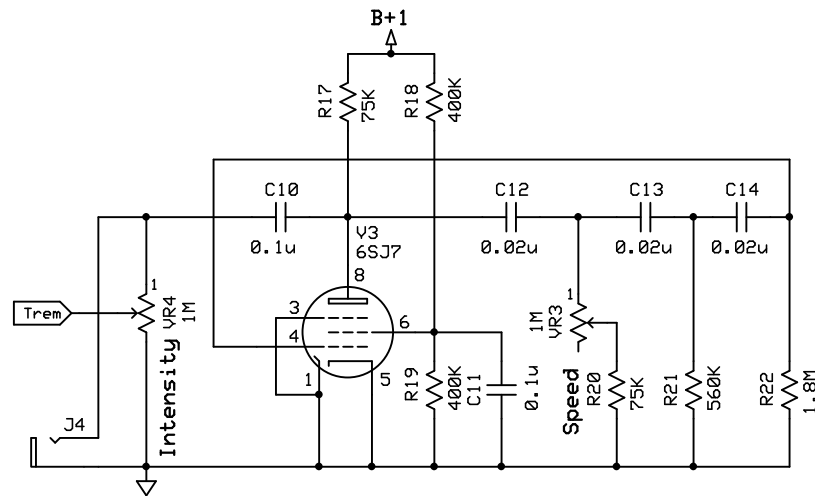 B+1
R17
75K
R18
400K
C10
0.1u
C12
0.02u
C13
0.02u
C14
0.02u
V3
6SJ7
8
3
4
6
1
5
Trem
1
VR4
1M
Intensity
J4
R19
400K
C11
0.1u
1
VR3
1M
Speed
R20
75K
R21
560K
R22
1.8M